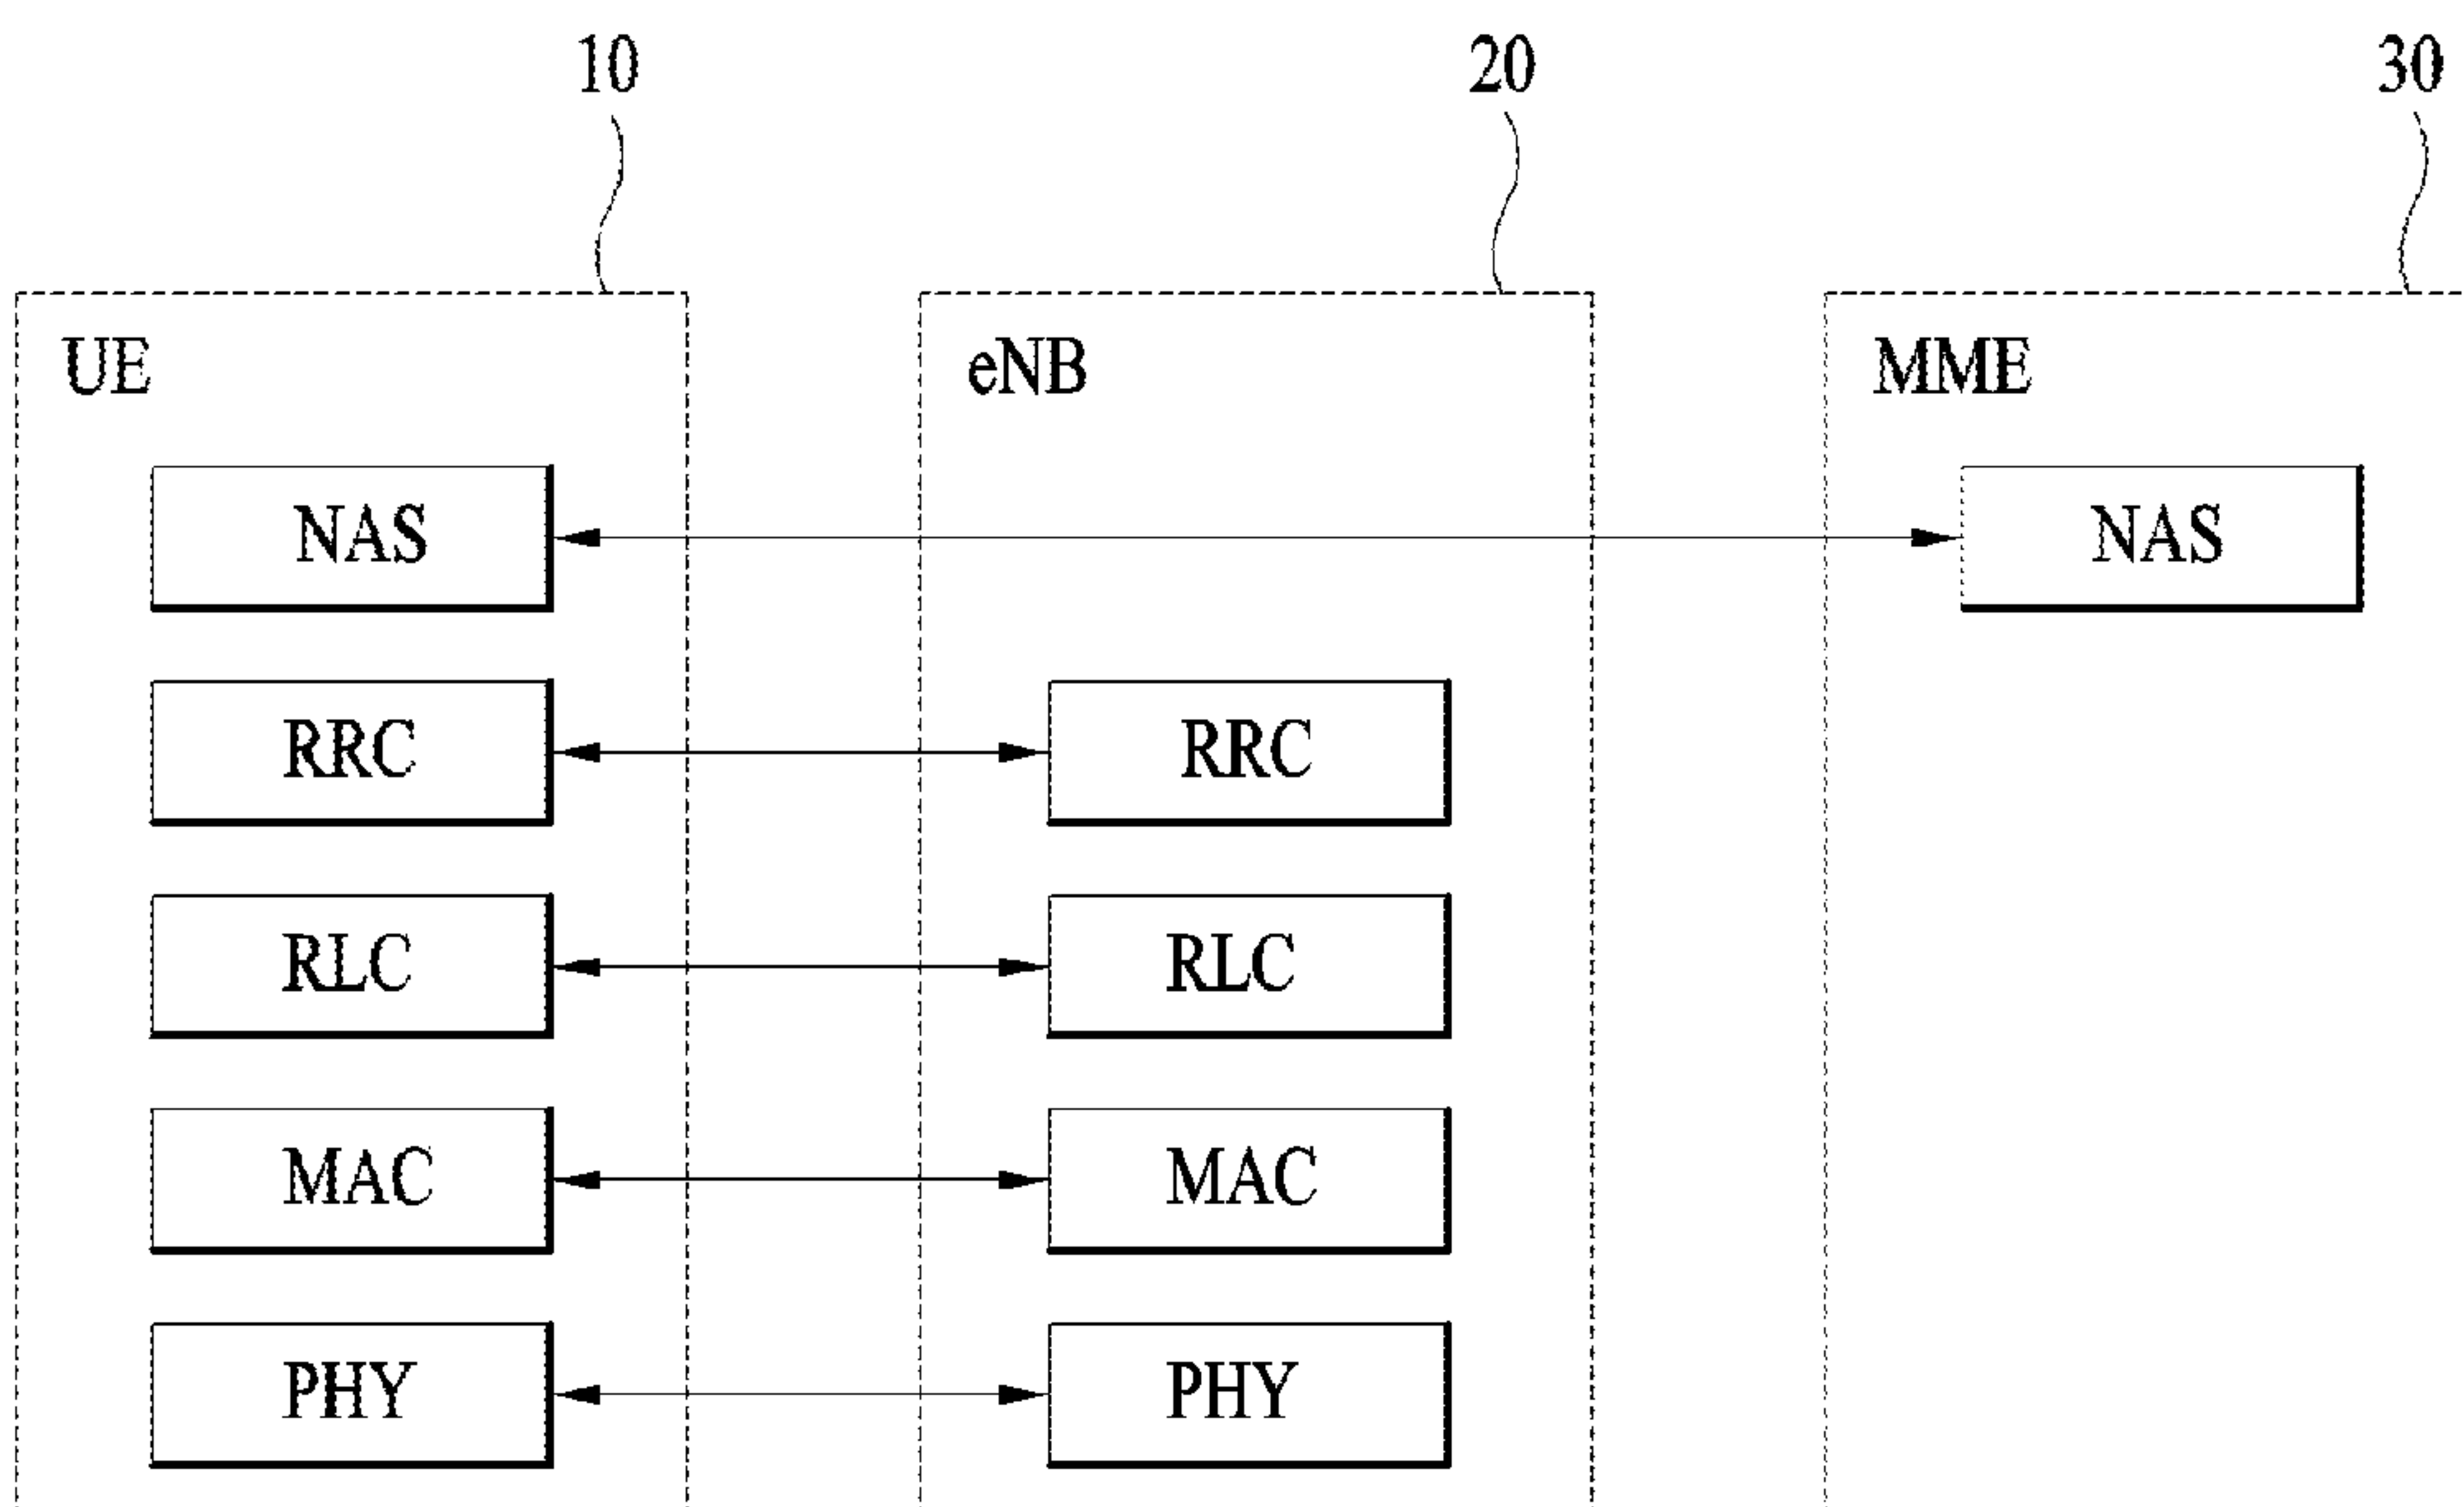 10 20 30
UE eNB MME
NAS NAS
RRC RRC
RLC RLC
MAC MAC
PHY PHY